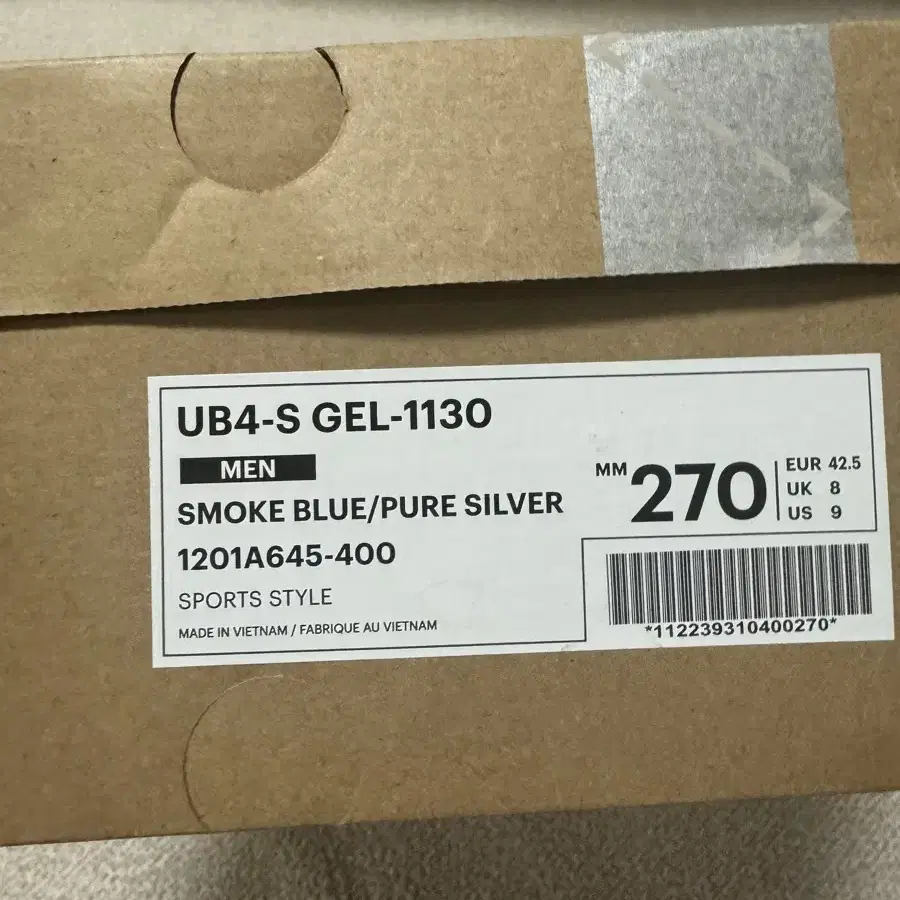 UB4-S GEL-1130
MEN
SMOKE BLUE/PURE SILVER
1201A645-400
SPORTS STYLE
MADE IN VIETNAM / FABRIQUE AU VIETNAM
MM 270
EUR 42.5
UK 8
US 9
*112239310400270*